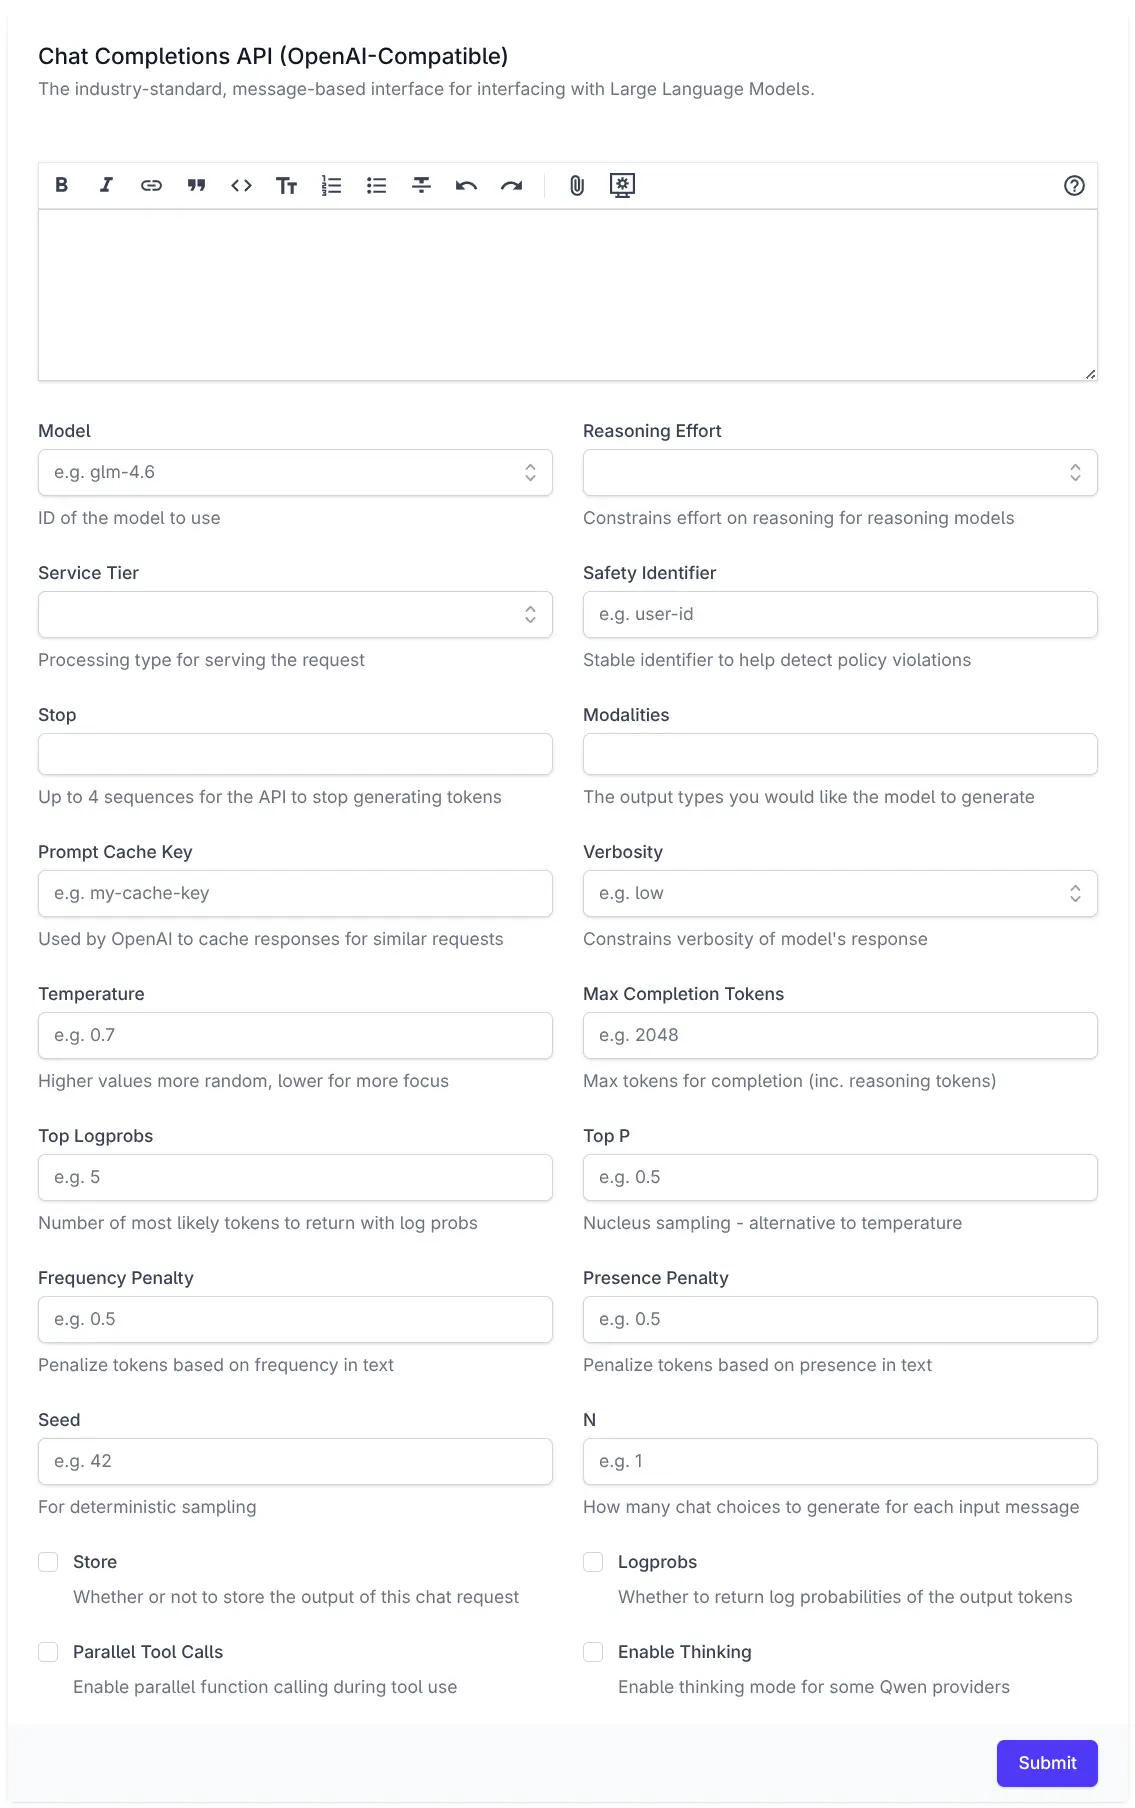 Chat Completions API (OpenAI-Compatible)
The industry-standard, message-based interface for interfacing with Large Language Models.
Model
Reasoning Effort
e.g. glm-4.6
ID of the model to use
Constrains effort on reasoning for reasoning models
Service Tier
Safety Identifier
e.g. user-id
Processing type for serving the request
Stable identifier to help detect policy violations
Stop
Modalities
Up to 4 sequences for the API to stop generating tokens
The output types you would like the model to generate
Prompt Cache Key
Verbosity
e.g. my-cache-key
e.g. low
Used by OpenAI to cache responses for similar requests
Constrains verbosity of model's response
Temperature
Max Completion Tokens
e.g. 0.7
e.g. 2048
Higher values more random, lower for more focus
Max tokens for completion (inc. reasoning tokens)
Top Logprobs
Top P
e.g. 5
e.g. 0.5
Number of most likely tokens to return with log probs
Nucleus sampling - alternative to temperature
Frequency Penalty
Presence Penalty
e.g. 0.5
e.g. 0.5
Penalize tokens based on frequency in text
Penalize tokens based on presence in text
Seed
N
e.g. 42
e.g. 1
For deterministic sampling
How many chat choices to generate for each input message
Store
Logprobs
Whether or not to store the output of this chat request
Whether to return log probabilities of the output tokens
Parallel Tool Calls
Enable Thinking
Enable parallel function calling during tool use
Enable thinking mode for some Qwen providers
Submit